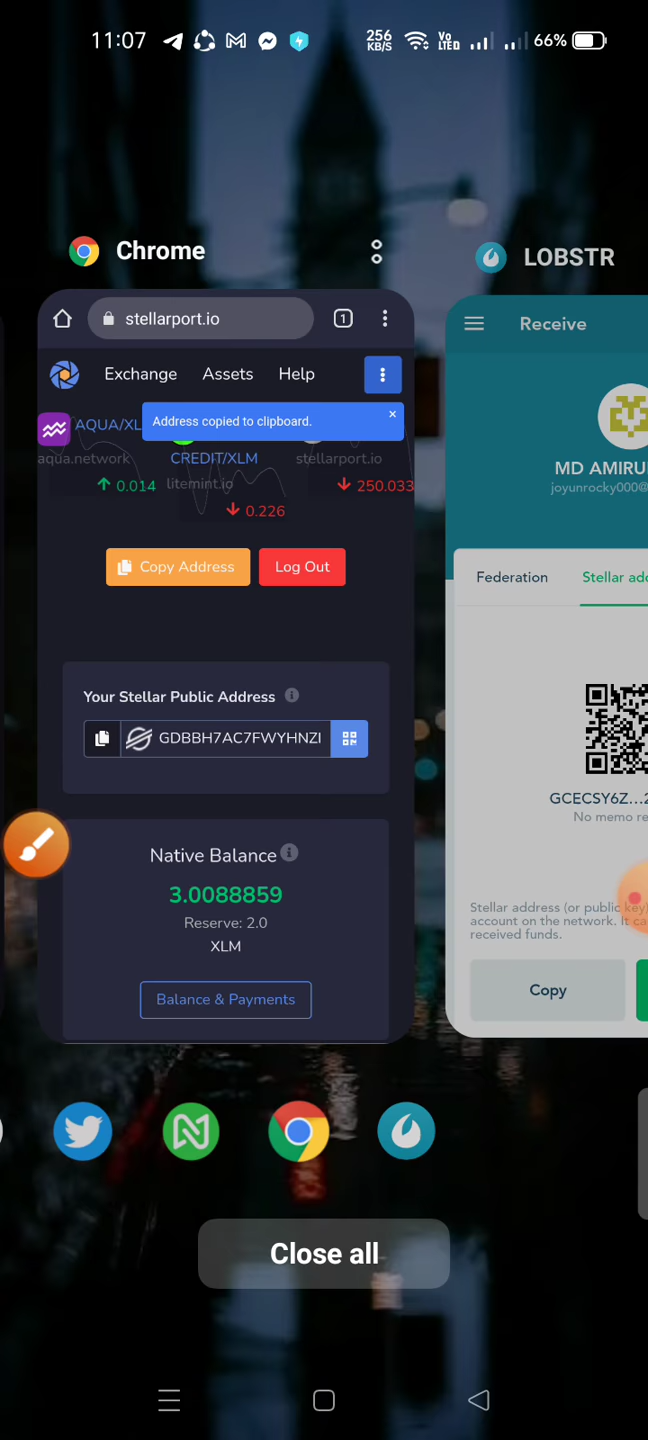 11:07
256 KB/S
Vo LTED
66%
Chrome
LOBSTR
stellarport.io
1
Receive
Exchange Assets Help
Address copied to clipboard. ×
AQUA/XL
aqua.network
0.014
CREDIT/XLM
litemint.io
0.226
stellarport.io
250.033
MD AMIRU
joyunrocky000@
Copy Address
Log Out
Federation
Stellar add
Your Stellar Public Address
GDBBH7AC7FWYHNZI
GCECSY6Z...2
No memo re
Native Balance
3.0088859
Reserve: 2.0
XLM
Balance & Payments
Stellar address (or public key)
account on the network. It ca
received funds.
Copy
Close all